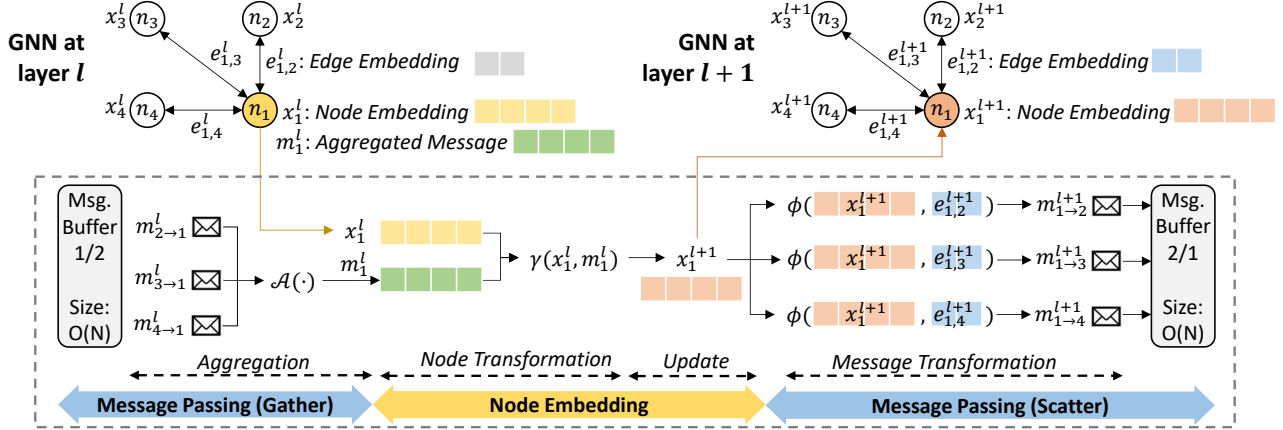 x_3^l n_3 n_2 x_2^l
GNN at
layer l
e_{1,3}^l e_{1,2}^l: Edge Embedding
x_4^l n_4 n_1 x_1^l: Node Embedding
e_{1,4}^l
m_1^l: Aggregated Message
x_3^{l+1} n_3 n_2 x_2^{l+1}
GNN at
layer l + 1
e_{1,3}^{l+1} e_{1,2}^{l+1}: Edge Embedding
x_4^{l+1} n_4 n_1 x_1^{l+1}: Node Embedding
e_{1,4}^{l+1}
Msg.
Buffer
1/2
Size:
O(N)
m_{2→1}^l
m_{3→1}^l
m_{4→1}^l
𝒜(·)
x_1^l
m_1^l
γ(x_1^l, m_1^l)
x_1^{l+1}
ϕ( x_1^{l+1} , e_{1,2}^{l+1} ) m_{1→2}^{l+1}
ϕ( x_1^{l+1} , e_{1,3}^{l+1} ) m_{1→3}^{l+1}
ϕ( x_1^{l+1} , e_{1,4}^{l+1} ) m_{1→4}^{l+1}
Msg.
Buffer
2/1
Size:
O(N)
Aggregation Node Transformation Update Message Transformation
Message Passing (Gather) Node Embedding Message Passing (Scatter)